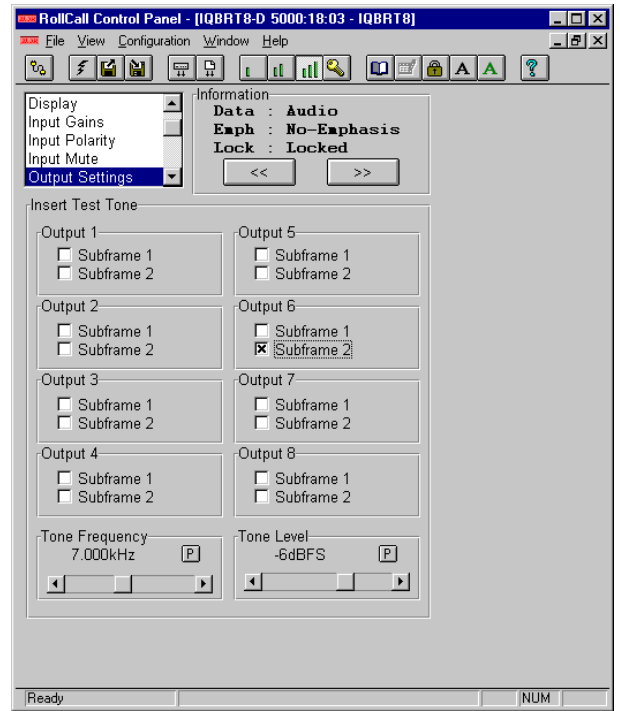 RollCall Control Panel - [IQBRT8-D 5000:18:03 - IQBRT8]
File View Configuration Window Help
A A ?
Display
Input Gains
Input Polarity
Input Mute
Output Settings
Information
Data : Audio
Emph : No-Emphasis
Lock : Locked
<< >>
Insert Test Tone
Output 1
Subframe 1
Subframe 2
Output 5
Subframe 1
Subframe 2
Output 2
Subframe 1
Subframe 2
Output 6
Subframe 1
Subframe 2
Output 3
Subframe 1
Subframe 2
Output 7
Subframe 1
Subframe 2
Output 4
Subframe 1
Subframe 2
Output 8
Subframe 1
Subframe 2
Tone Frequency
7.000kHz P
Tone Level
-6dBFS P
Ready NUM